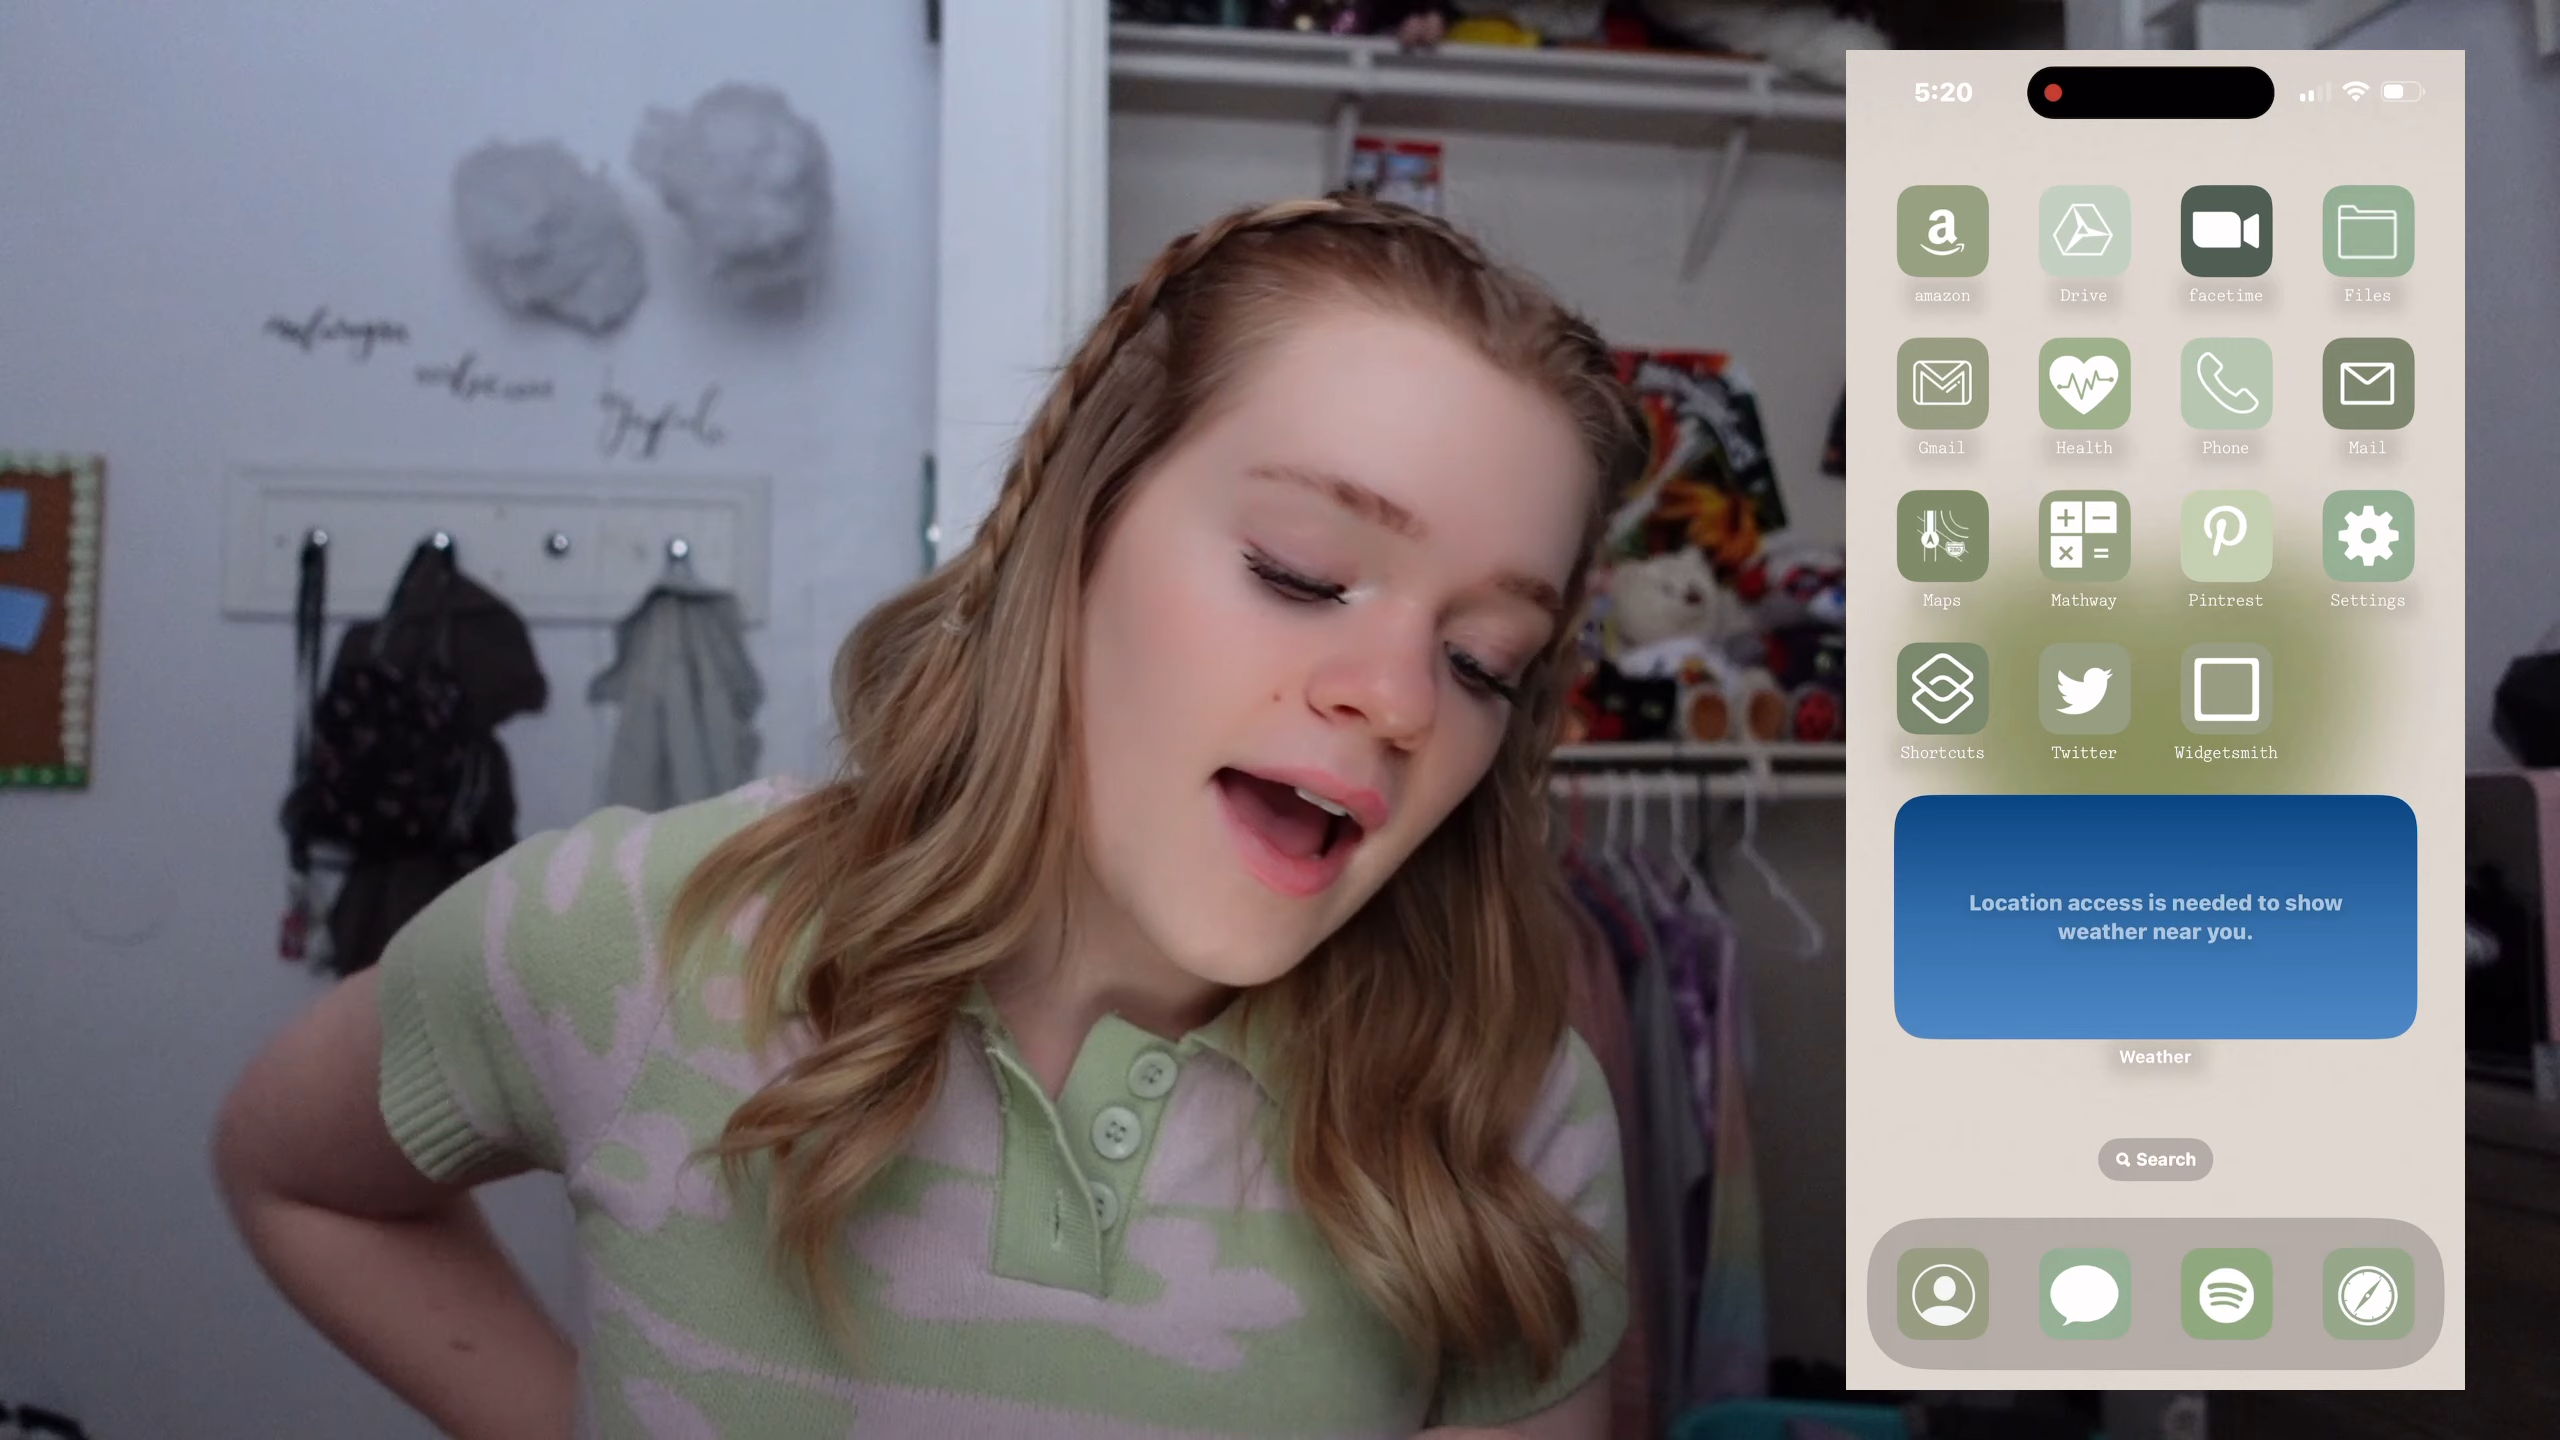 5:20
amazon
Drive
facetime
Files
Gmail
Health
Phone
Mail
280
Maps
Mathway
Pintrest
Settings
Shortcuts
Twitter
Widgetsmith
Location access is needed to show
weather near you.
Weather
Search